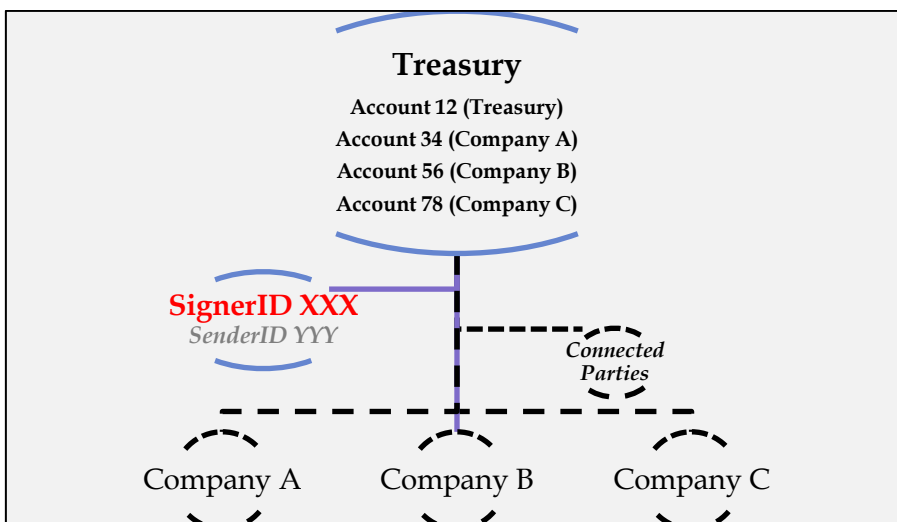 Treasury
Account 12 (Treasury)
Account 34 (Company A)
Account 56 (Company B)
Account 78 (Company C)
SignerID XXX
SenderID YYY
Connected
Parties
Company A
Company B
Company C